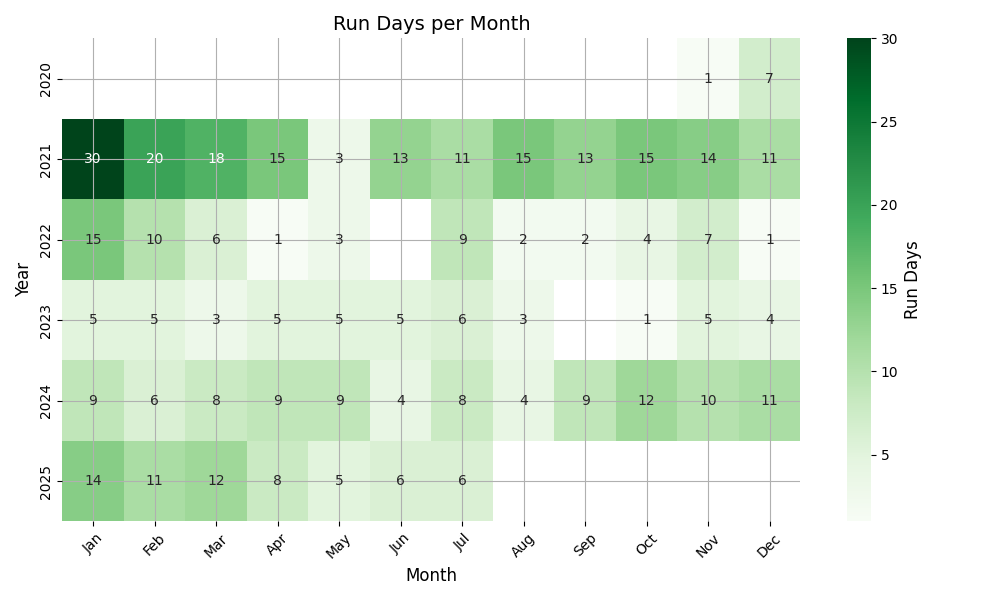 Run Days per Month
2020 1 7
2021 30 20 18 15 3 13 11 15 13 15 14 11
2022 15 10 6 1 3 9 2 2 4 7 1
2023 5 5 3 5 5 5 6 3 1 5 4
2024 9 6 8 9 9 4 8 4 9 12 10 11
2025 14 11 12 8 5 6 6
Jan Feb Mar Apr May Jun Jul Aug Sep Oct Nov Dec
Month
Year
30
25
20
15
10
5
Run Days